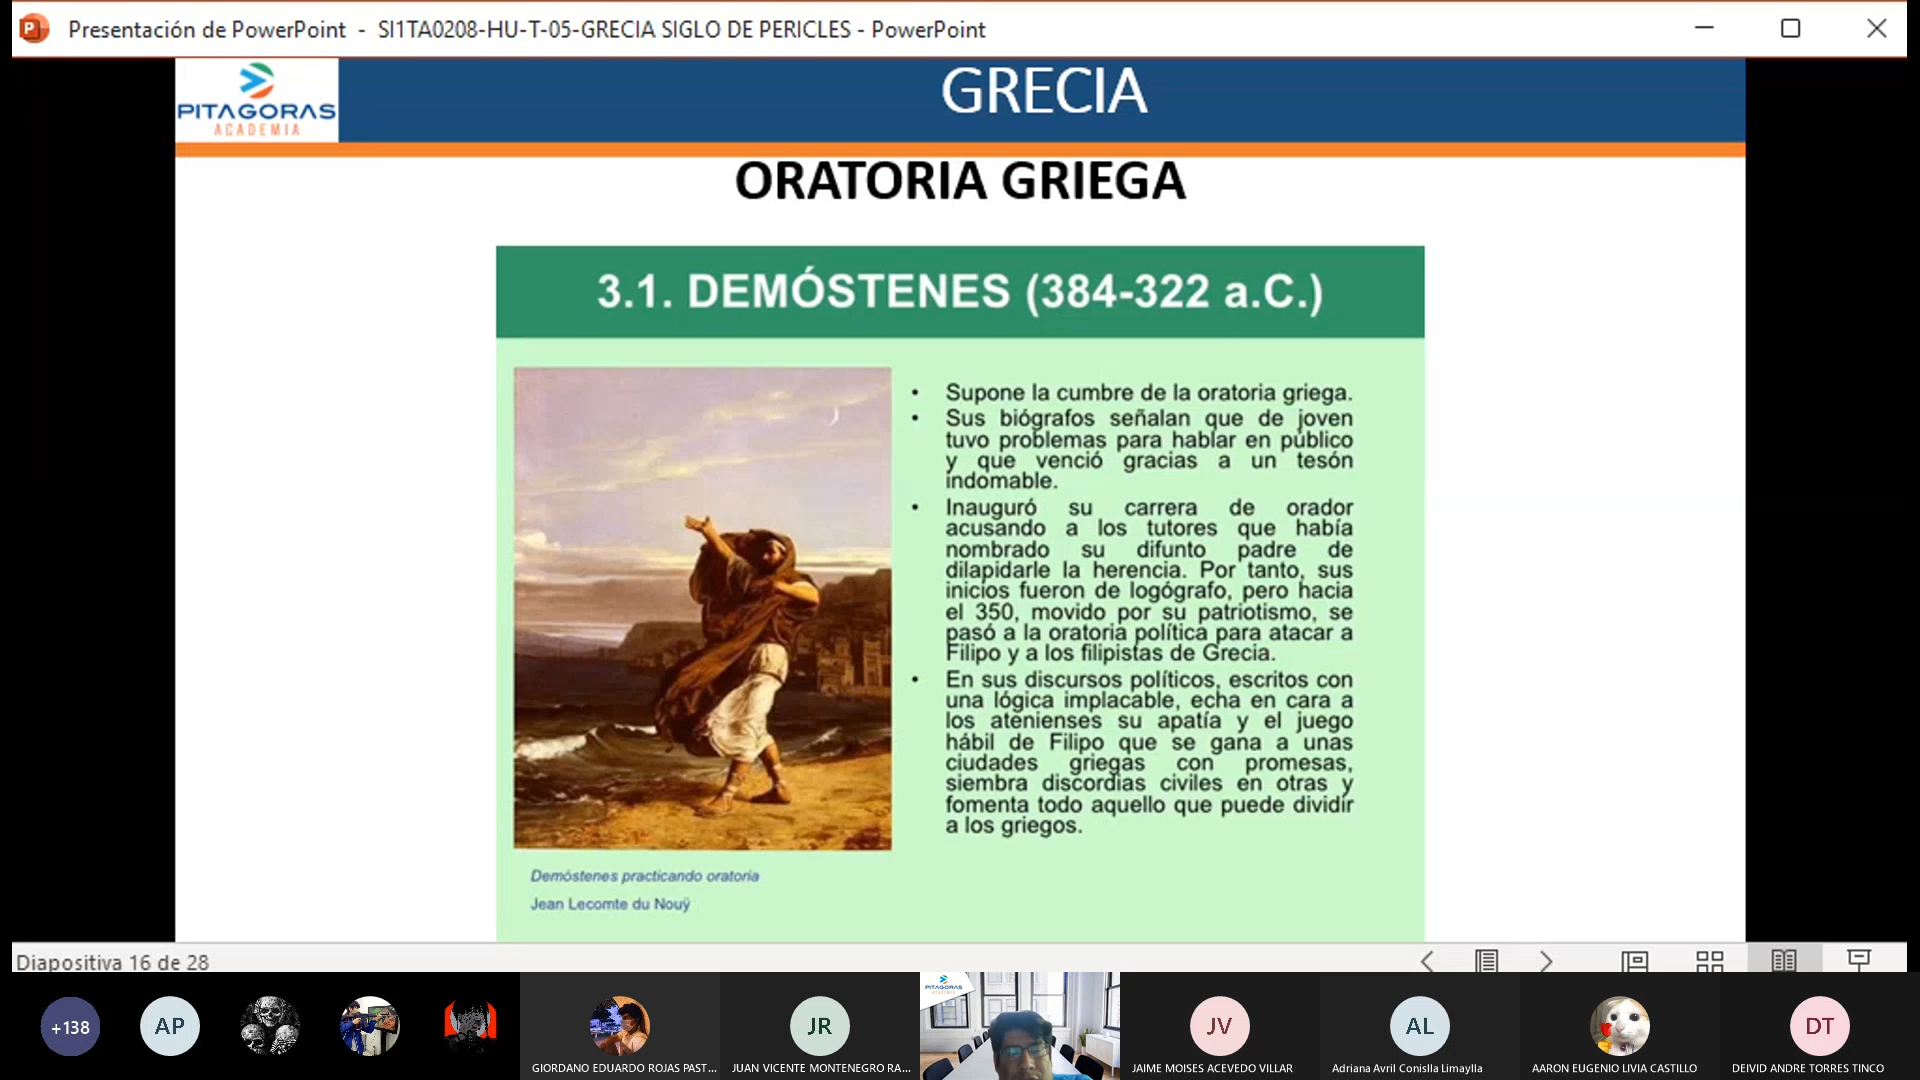 Presentación de PowerPoint - SI1TA0208-HU-T-05-GRECIA SIGLO DE PERICLES - PowerPoint
PITAGORAS
ACADEMIA
GRECIA
ORATORIA GRIEGA
3.1. DEMÓSTENES (384-322 a.C.)
• Supone la cumbre de la oratoria griega.
• Sus biógrafos señalan que de joven
tuvo problemas para hablar en público
y que venció gracias a un tesón
indomable.
• Inauguró su carrera de orador
acusando a los tutores que había
nombrado su difunto padre de
dilapidarle la herencia. Por tanto, sus
inicios fueron de logógrafo, pero hacia
el 350, movido por su patriotismo, se
pasó a la oratoria política para atacar a
Filipo y a los filipistas de Grecia.
• En sus discursos políticos, escritos con
una lógica implacable, echa en cara a
los atenienses su apatía y el juego
hábil de Filipo que se gana a unas
ciudades griegas con promesas,
siembra discordias civiles en otras y
fomenta todo aquello que puede dividir
a los griegos.
Demóstenes practicando oratoria
Jean Lecomte du Nouÿ
Diapositiva 16 de 28
+138
AP
JR
PITAGORAS
ACADEMIA
JV
AL
DT
GIORDANO EDUARDO ROJAS PAST...
JUAN VICENTE MONTENEGRO RA...
JAIME MOISES ACEVEDO VILLAR
Adriana Avril Conislla Limaylla
AARON EUGENIO LIVIA CASTILLO
DEIVID ANDRE TORRES TINCO